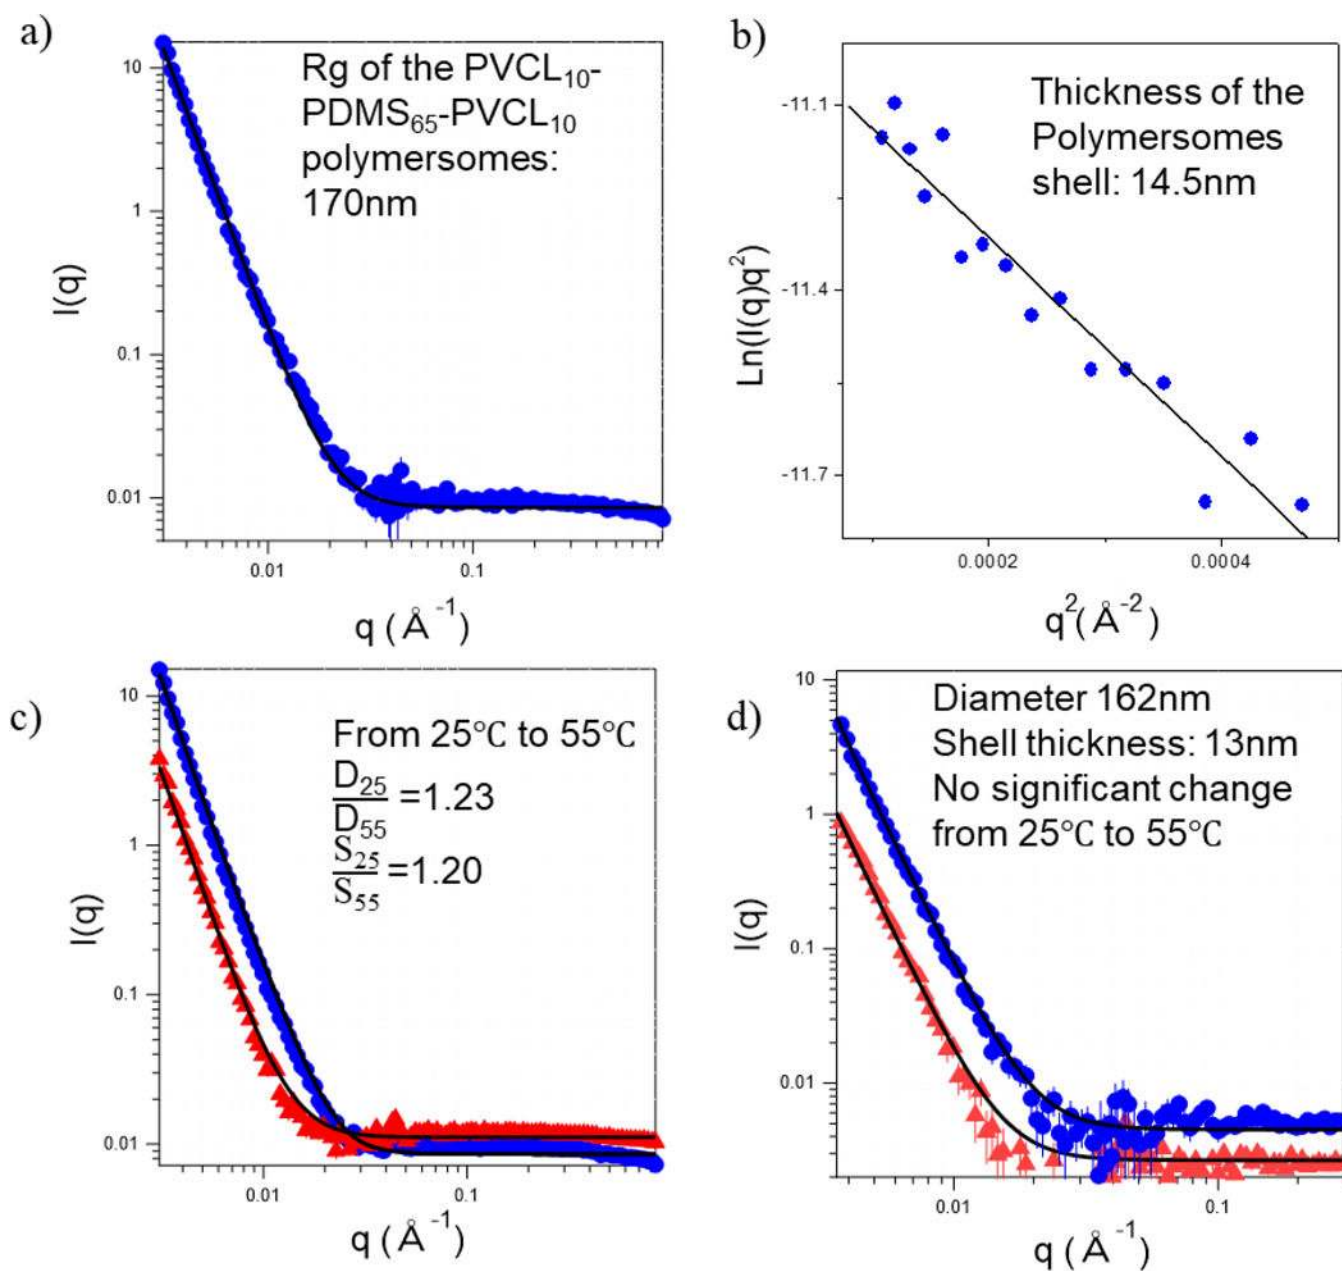 a)
10
1
0.1
0.01
I(q)
Rg of the PVCL₁₀-
PDMS₆₅-PVCL₁₀
polymersomes:
170nm
0.01 0.1
q (Å⁻¹)
b)
-11.1
-11.4
-11.7
Ln(I(q)q²)
Thickness of the
Polymersomes
shell: 14.5nm
0.0002 0.0004
q²(Å⁻²)
c)
10
1
0.1
0.01
I(q)
From 25℃ to 55℃
D₂₅
D₅₅
=1.23
S₂₅
S₅₅
=1.20
0.01 0.1
q (Å⁻¹)
d)
10
1
0.1
0.01
I(q)
Diameter 162nm
Shell thickness: 13nm
No significant change
from 25℃ to 55℃
0.01 0.1
q (Å⁻¹)